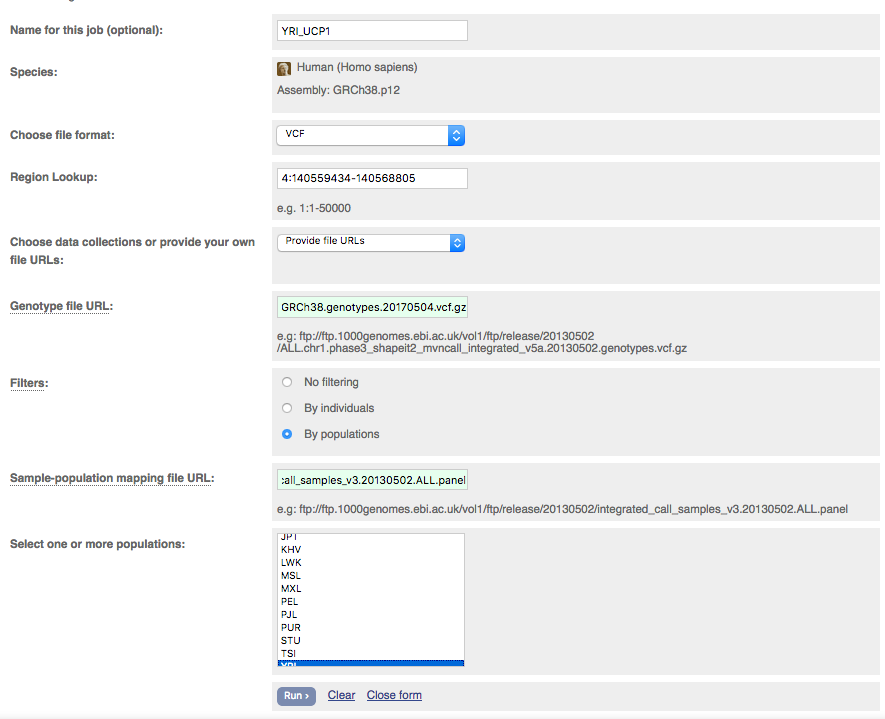 Name for this job (optional):
YRI_UCP1
Species:
Human (Homo sapiens)
Assembly: GRCh38.p12
Choose file format:
VCF
Region Lookup:
4:140559434-140568805
e.g. 1:1-50000
Choose data collections or provide your own
file URLs:
Provide file URLs
Genotype file URL:
GRCh38.genotypes.20170504.vcf.gz
e.g: ftp://ftp.1000genomes.ebi.ac.uk/vol1/ftp/release/20130502
/ALL.chr1.phase3_shapeit2_mvncall_integrated_v5a.20130502.genotypes.vcf.gz
Filters:
No filtering
By individuals
By populations
Sample-population mapping file URL:
:all_samples_v3.20130502.ALL.panel
e.g: ftp://ftp.1000genomes.ebi.ac.uk/vol1/ftp/release/20130502/integrated_call_samples_v3.20130502.ALL.panel
Select one or more populations:
JPT
KHV
LWK
MSL
MXL
PEL
PJL
PUR
STU
TSI
YRI
Run ›
Clear
Close form